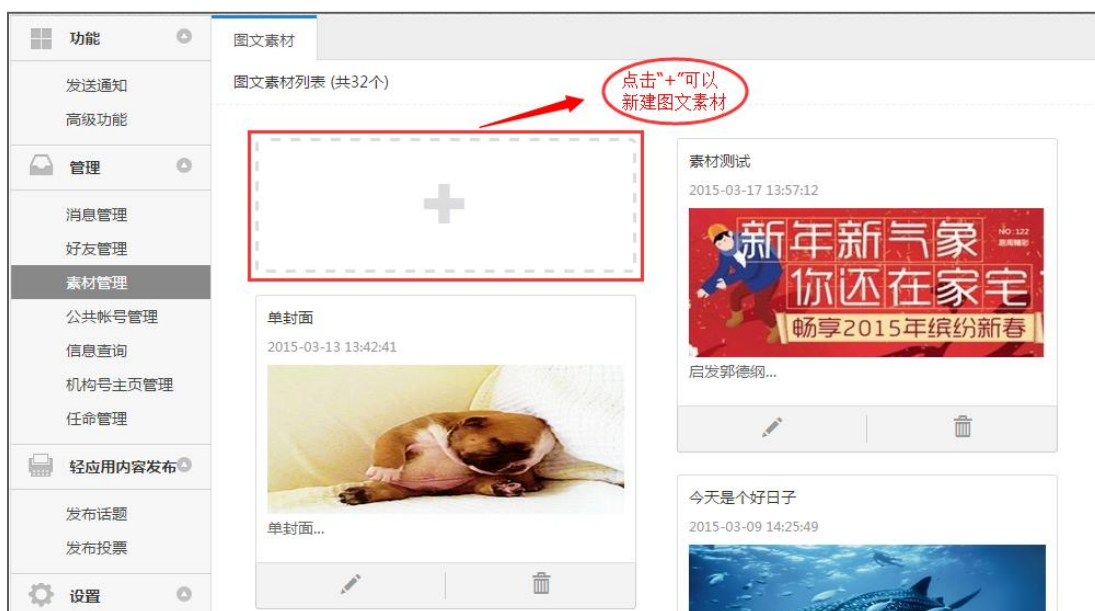 功能
发送通知
高级功能
管理
消息管理
好友管理
素材管理
公共帐号管理
信息查询
机构号主页管理
任命管理
轻应用内容发布
发布话题
发布投票
设置
图文素材
图文素材列表 (共32个)
点击“+”可以
新建图文素材
单封面
2015-03-13 13:42:41
单封面...
素材测试
2015-03-17 13:57:12
新年新气象
NO:122
你还在家宅
畅享2015年缤纷新春
启发郭德纲...
今天是个好日子
2015-03-09 14:25:49